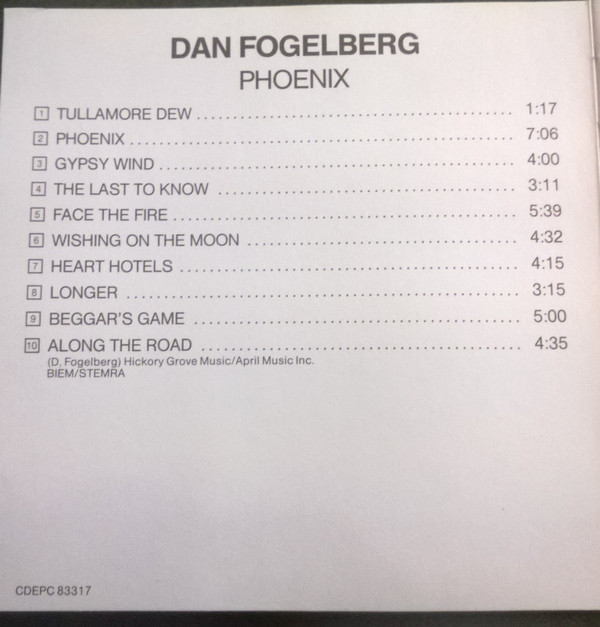 DAN FOGELBERG
PHOENIX
1 TULLAMORE DEW ........................................ 1:17
2 PHOENIX ................................................ 7:06
3 GYPSY WIND ............................................ 4:00
4 THE LAST TO KNOW ..................................... 3:11
5 FACE THE FIRE .......................................... 5:39
6 WISHING ON THE MOON ................................ 4:32
7 HEART HOTELS ......................................... 4:15
8 LONGER ................................................. 3:15
9 BEGGAR'S GAME ........................................ 5:00
10 ALONG THE ROAD ...................................... 4:35
(D, Fogelberg) Hickory Grove Music/April Music Inc.
BIEM/STEMRA
CDEPC 83317